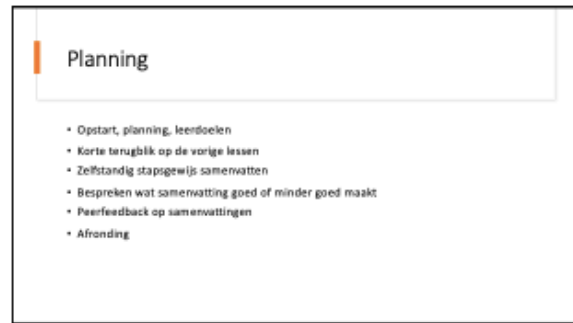 Planning
• Opstart, planning, leerdoelen
• Korte terugblik op de vorige lessen
• Zelfstandig stapsgewijs samenvatten
• Bespreken wat samenvatting goed of minder goed maakt
• Peerfeedback op samenvattingen
• Afronding